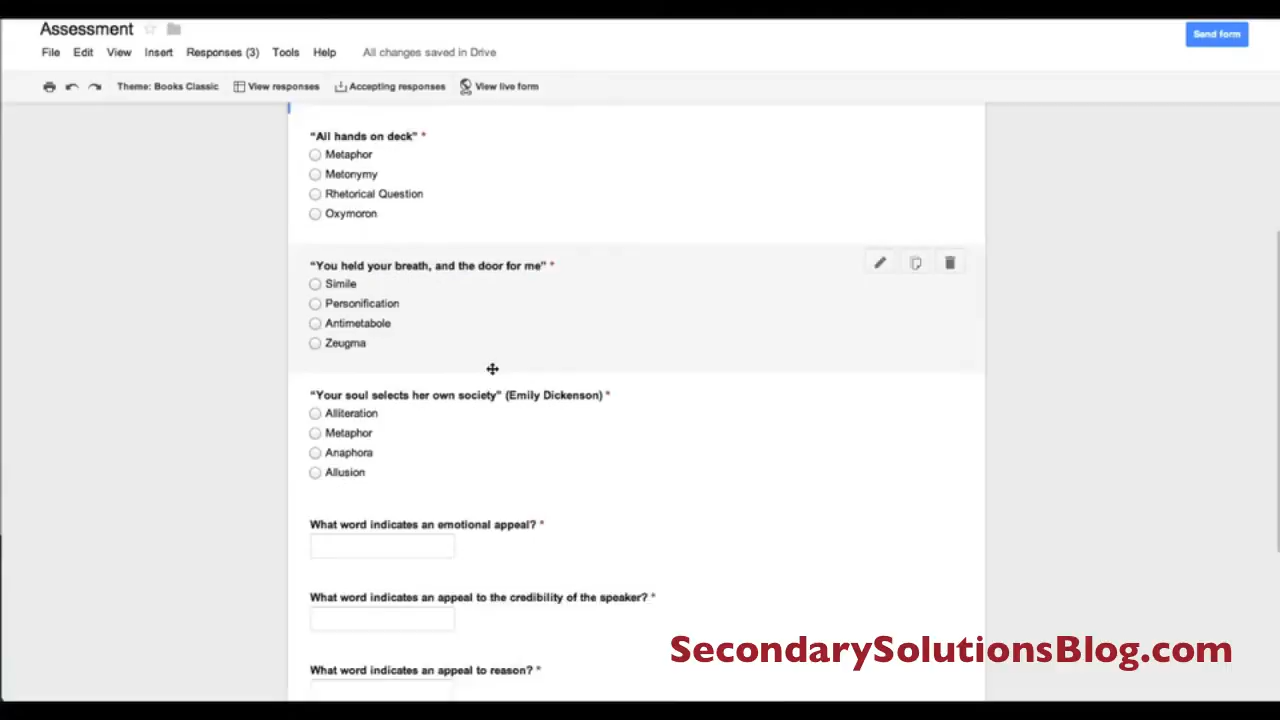 Assessment
Send form
File Edit View Insert Responses (3) Tools Help All changes saved in Drive
Theme: Books Classic View responses Accepting responses View live form
"All hands on deck" *
Metaphor
Metonymy
Rhetorical Question
Oxymoron
"You held your breath, and the door for me" *
Simile
Personification
Antimetabole
Zeugma
"Your soul selects her own society" (Emily Dickenson) *
Alliteration
Metaphor
Anaphora
Allusion
What word indicates an emotional appeal? *
What word indicates an appeal to the credibility of the speaker? *
What word indicates an appeal to reason? *
SecondarySolutionsBlog.com